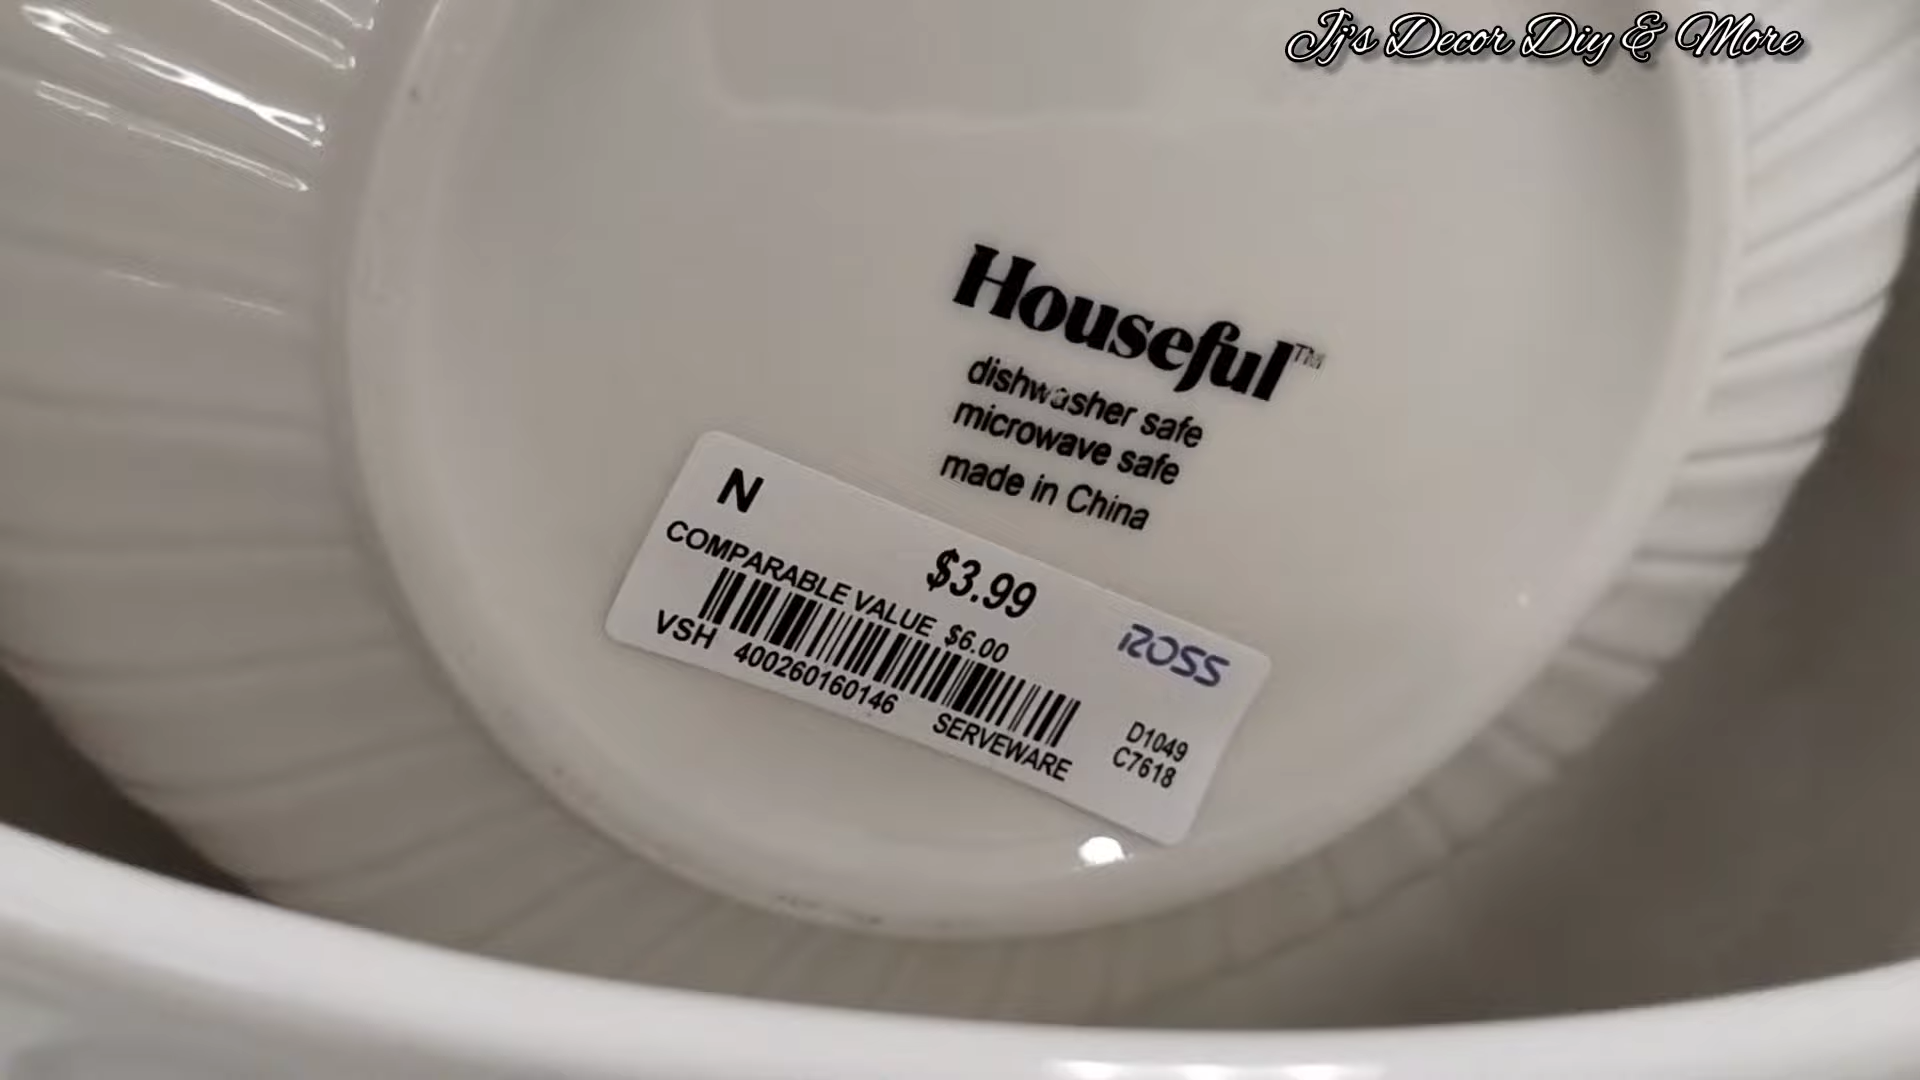 Jj's Decor Diy & More
Houseful™
dishwasher safe
microwave safe
made in China
N
$3.99
COMPARABLE VALUE $6.00
ROSS
VSH 400260160146 SERVEWARE
D1049
C7618